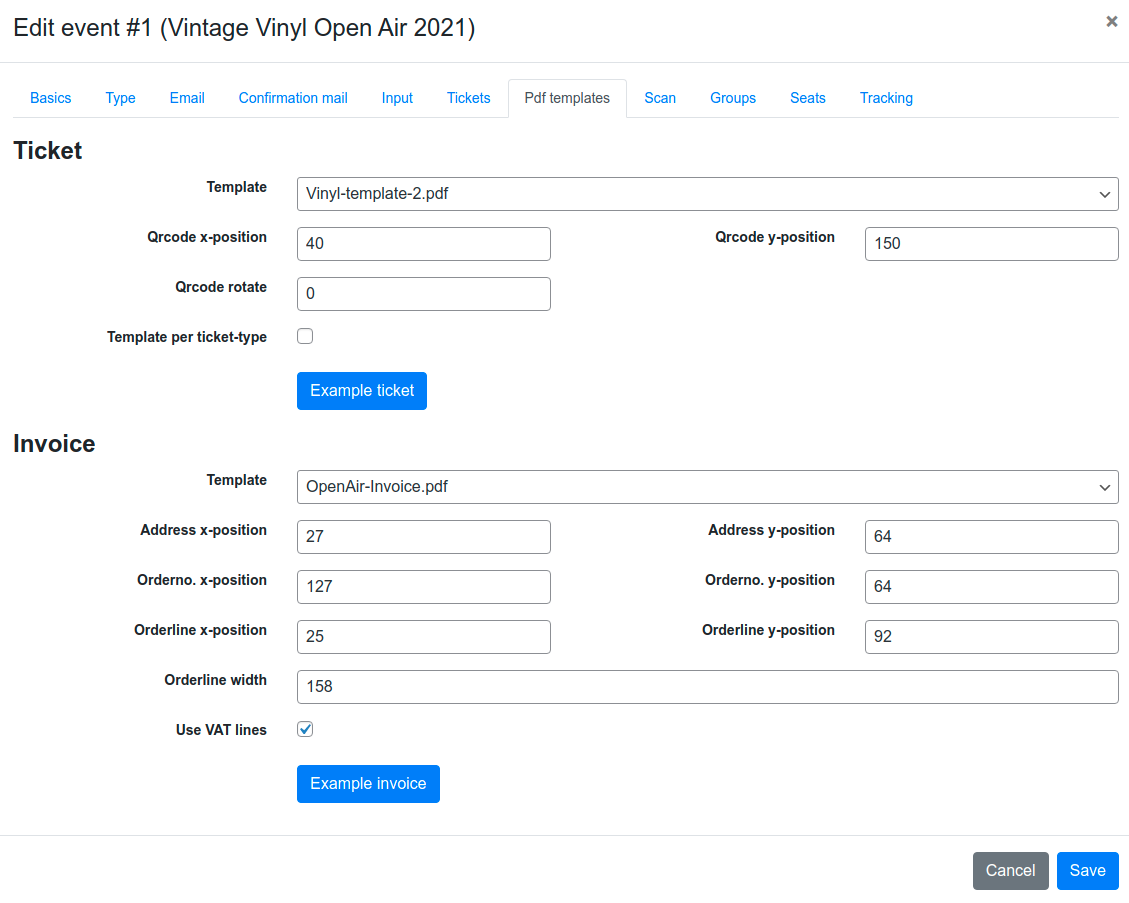 Edit event #1 (Vintage Vinyl Open Air 2021)
×
Basics Type Email Confirmation mail Input Tickets Pdf templates Scan Groups Seats Tracking
Ticket
Template Vinyl-template-2.pdf
Qrcode x-position 40 Qrcode y-position 150
Qrcode rotate 0
Template per ticket-type
Example ticket
Invoice
Template OpenAir-Invoice.pdf
Address x-position 27 Address y-position 64
Orderno. x-position 127 Orderno. y-position 64
Orderline x-position 25 Orderline y-position 92
Orderline width 158
Use VAT lines
Example invoice
Cancel Save